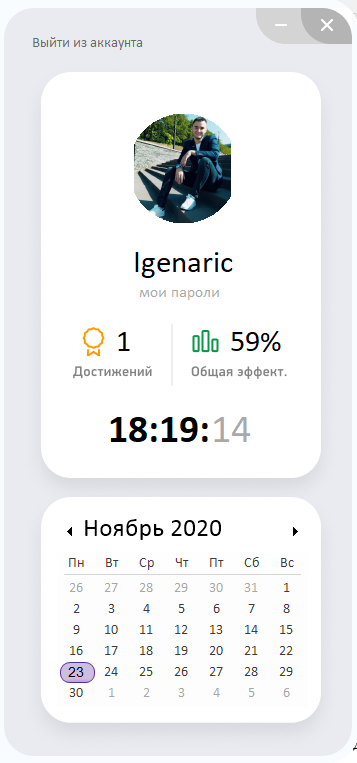 Выйти из аккаунта
Igenaric
мои пароли
1 59%
Достижений Общая эффект.
18:19:14
Ноябрь 2020
Пн Вт Ср Чт Пт Сб Вс
26 27 28 29 30 31 1
2 3 4 5 6 7 8
9 10 11 12 13 14 15
16 17 18 19 20 21 22
23 24 25 26 27 28 29
30 1 2 3 4 5 6